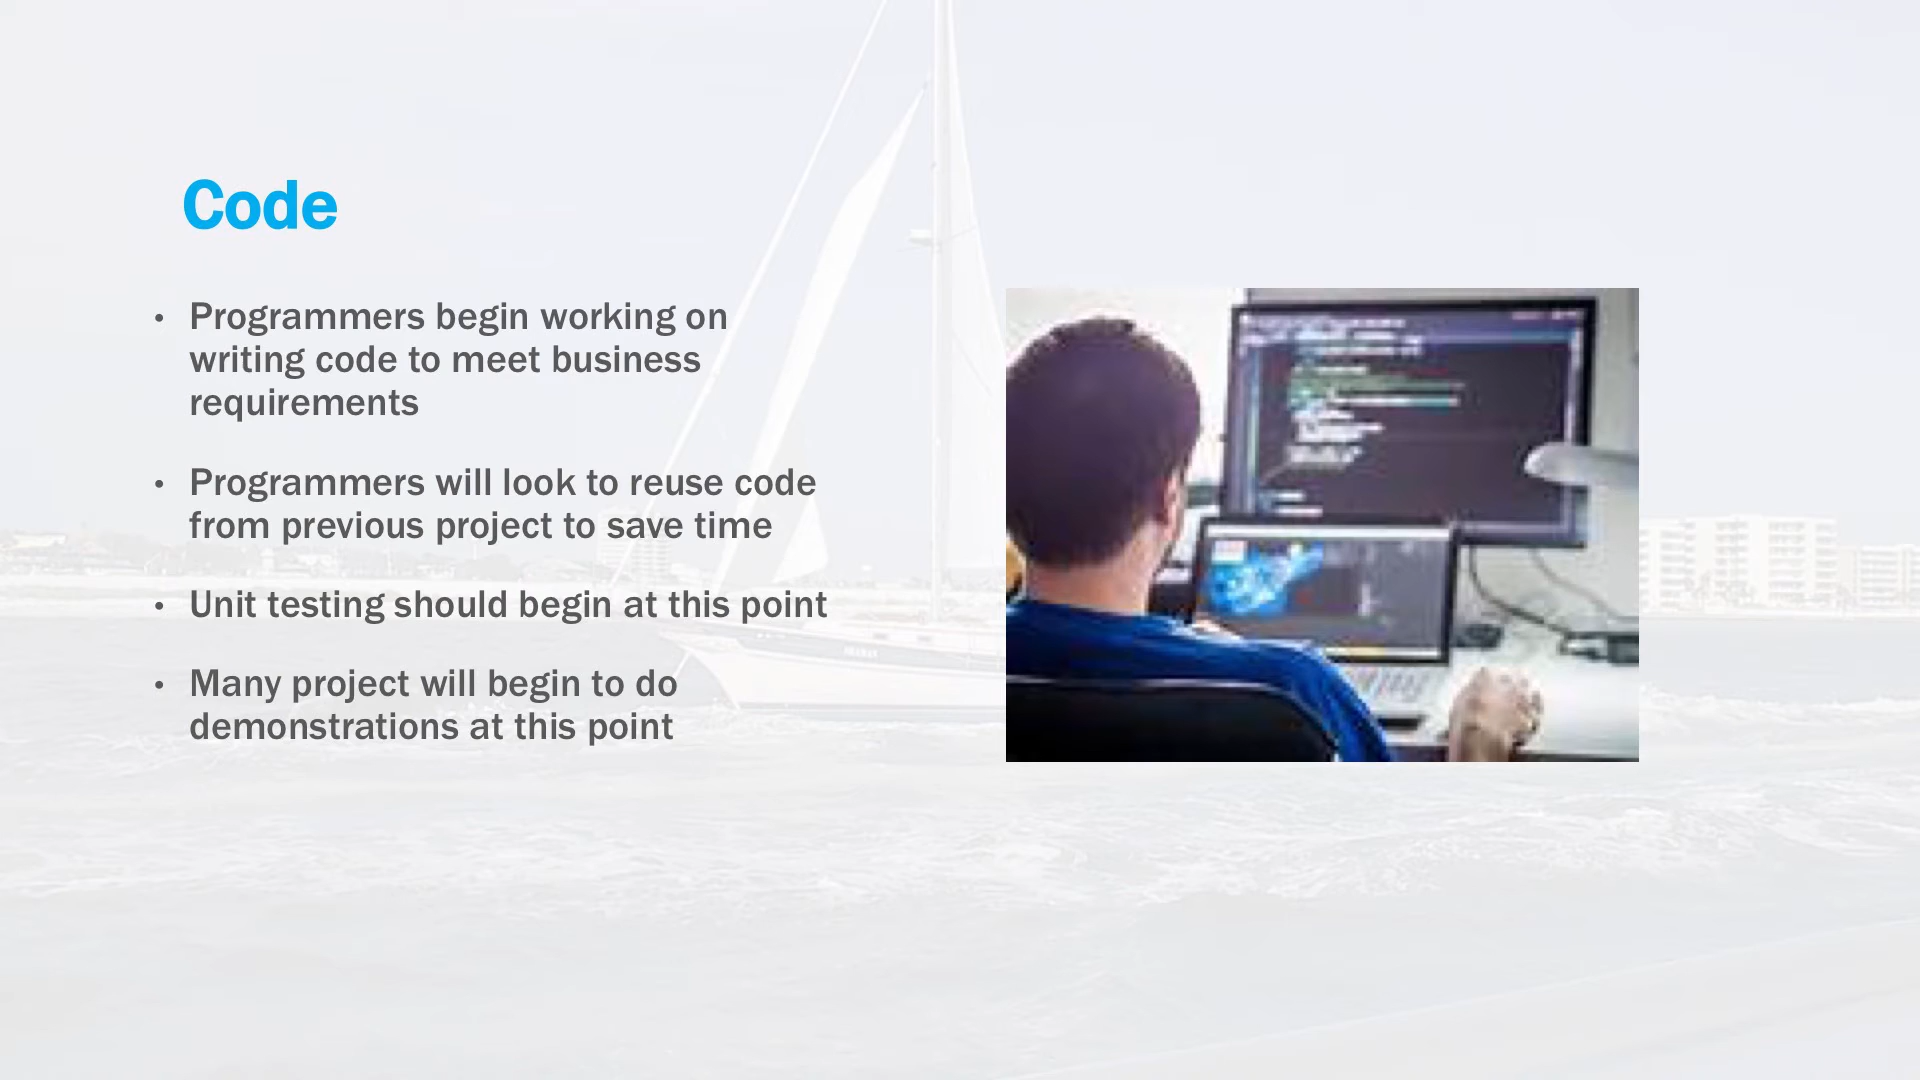 Code
• Programmers begin working on
writing code to meet business
requirements
• Programmers will look to reuse code
from previous project to save time
• Unit testing should begin at this point
• Many project will begin to do
demonstrations at this point